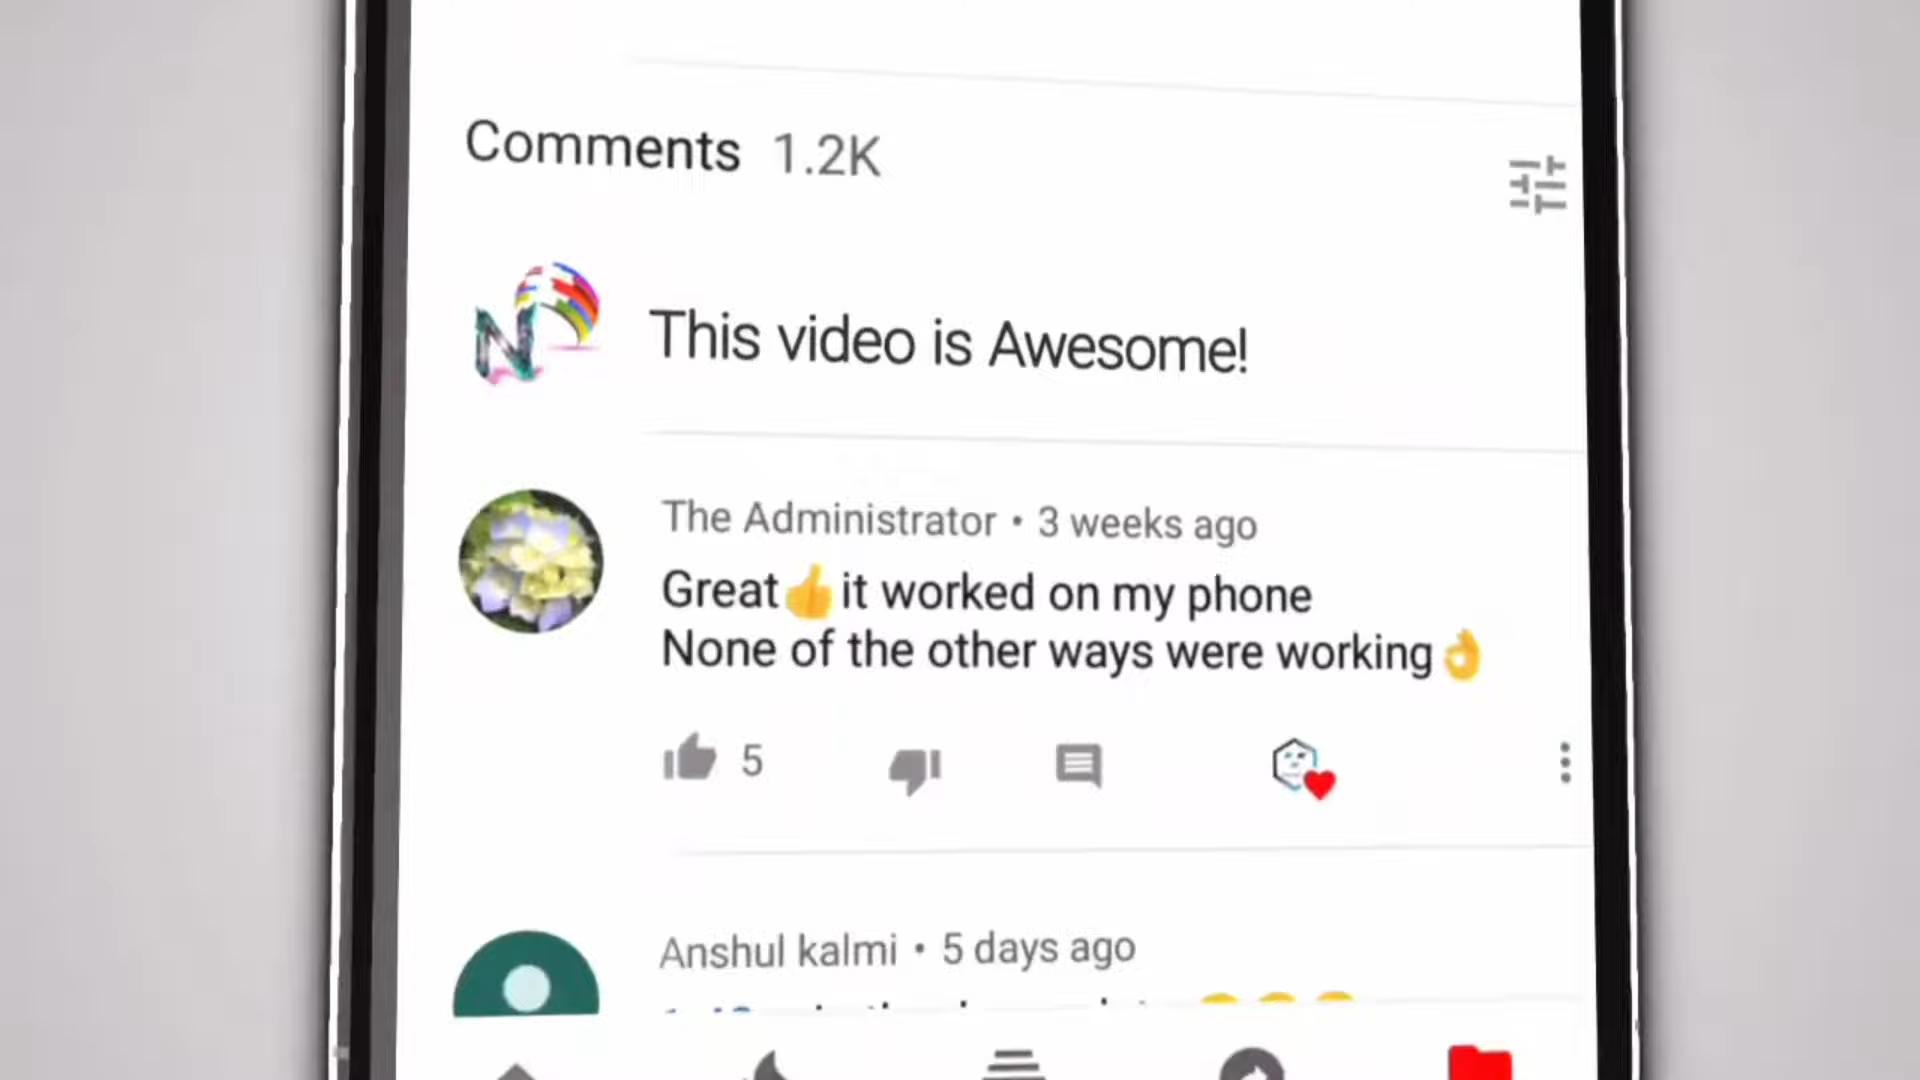 Comments 1.2K
This video is Awesome!
The Administrator • 3 weeks ago
Great👍it worked on my phone
None of the other ways were working👌
5
Anshul kalmi • 5 days ago